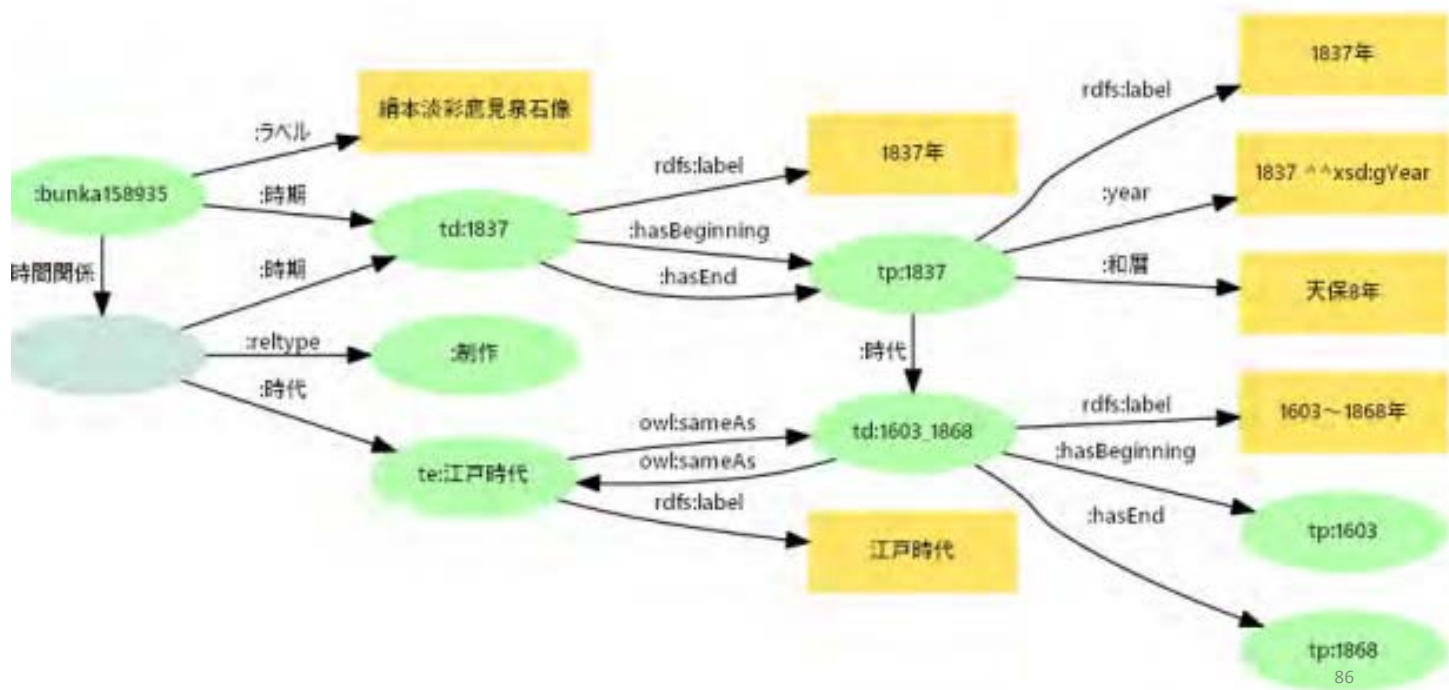 1837年
rdfs:label
絹本淡彩鷹見泉石像
:ラベル
1837年
rdfs:label
1837 ^^xsd:gYear
:year
:bunka158935
:時期
td:1837
:hasBeginning
:hasEnd
tp:1837
:和暦
天保8年
時間関係
:時期
:reltype
:制作
:時代
:時代
1603～1868年
rdfs:label
owl:sameAs
owl:sameAs
td:1603_1868
:hasBeginning
te:江戸時代
rdfs:label
江戸時代
:hasEnd
tp:1603
tp:1868
86